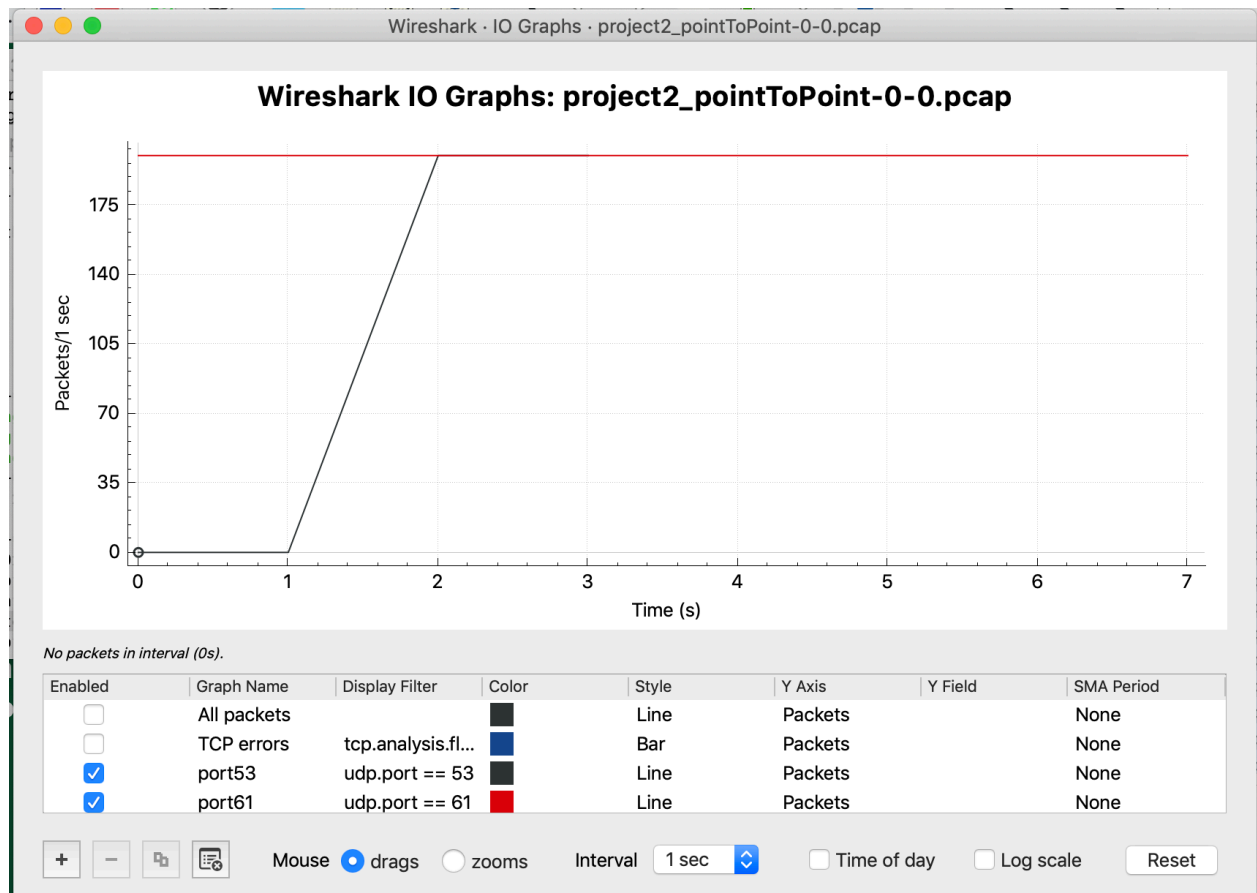 Wireshark · IO Graphs · project2_pointToPoint-0-0.pcap
Wireshark IO Graphs: project2_pointToPoint-0-0.pcap
Packets/1 sec
175
140
105
70
35
0
0 1 2 3 4 5 6 7
Time (s)
No packets in interval (0s).
Enabled Graph Name Display Filter Color Style Y Axis Y Field SMA Period
All packets Line Packets None
TCP errors tcp.analysis.fl... Bar Packets None
port53 udp.port == 53 Line Packets None
port61 udp.port == 61 Line Packets None
+ − Mouse drags zooms Interval 1 sec Time of day Log scale Reset